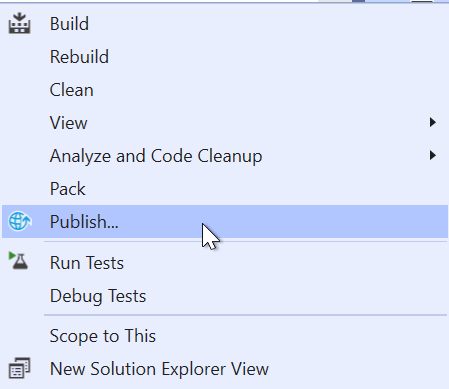 Build
Rebuild
Clean
View
Analyze and Code Cleanup
Pack
Publish...
Run Tests
Debug Tests
Scope to This
New Solution Explorer View